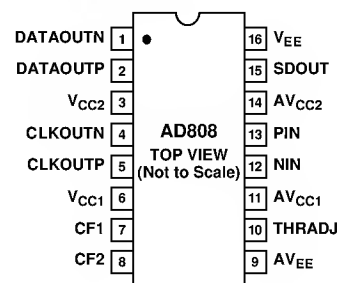 DATAOUTN 1
DATAOUTP 2
VCC2 3
CLKOUTN 4
CLKOUTP 5
VCC1 6
CF1 7
CF2 8
AD808
TOP VIEW
(Not to Scale)
16 VEE
15 SDOUT
14 AVCC2
13 PIN
12 NIN
11 AVCC1
10 THRADJ
9 AVEE